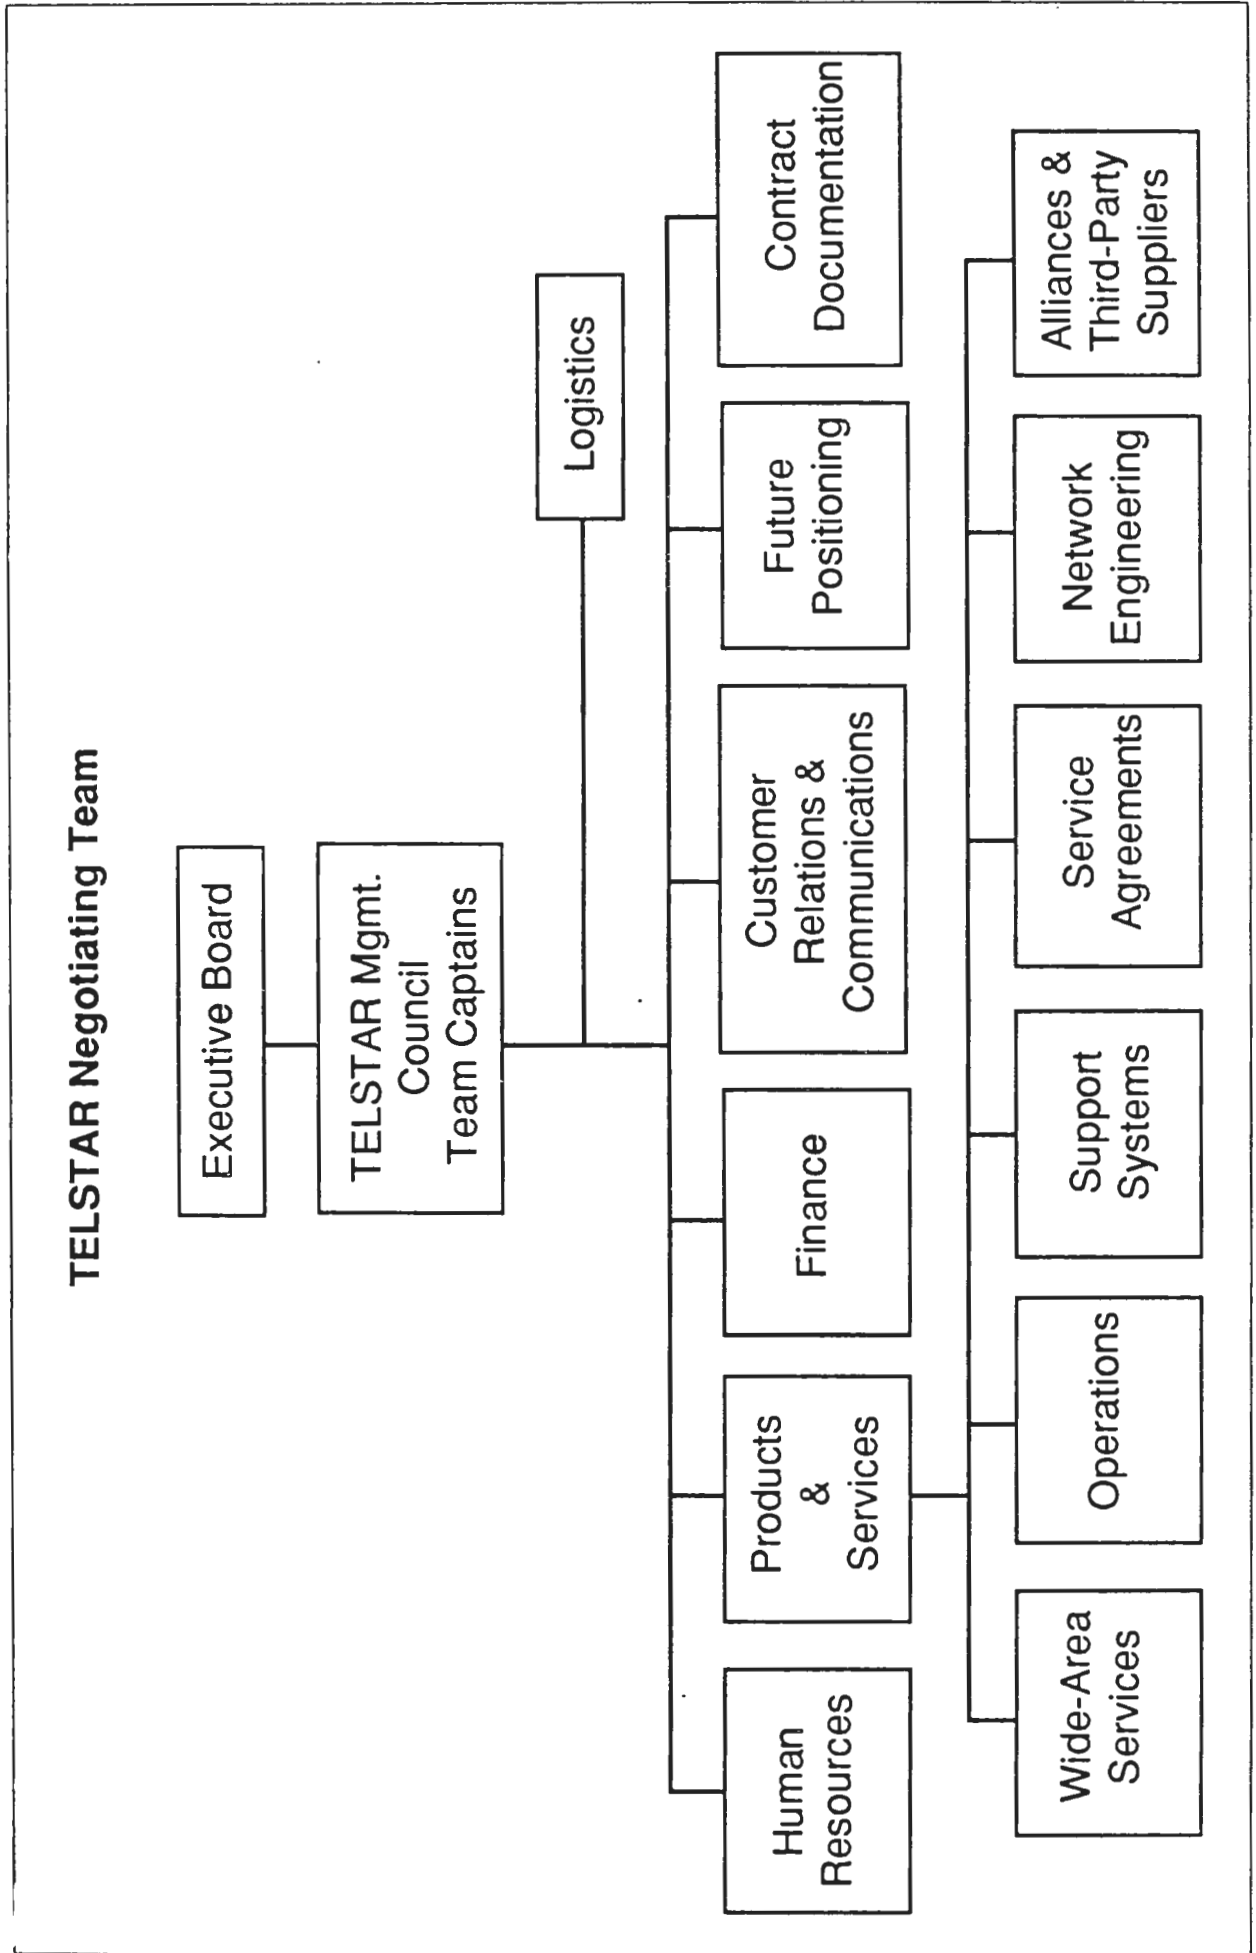 TELSTAR Negotiating Team
Executive Board
TELSTAR Mgmt.
Council
Team Captains
Logistics
Human
Resources
Products
&
Services
Finance
Customer
Relations &
Communications
Future
Positioning
Contract
Documentation
Wide-Area
Services
Operations
Support
Systems
Service
Agreements
Network
Engineering
Alliances &
Third-Party
Suppliers